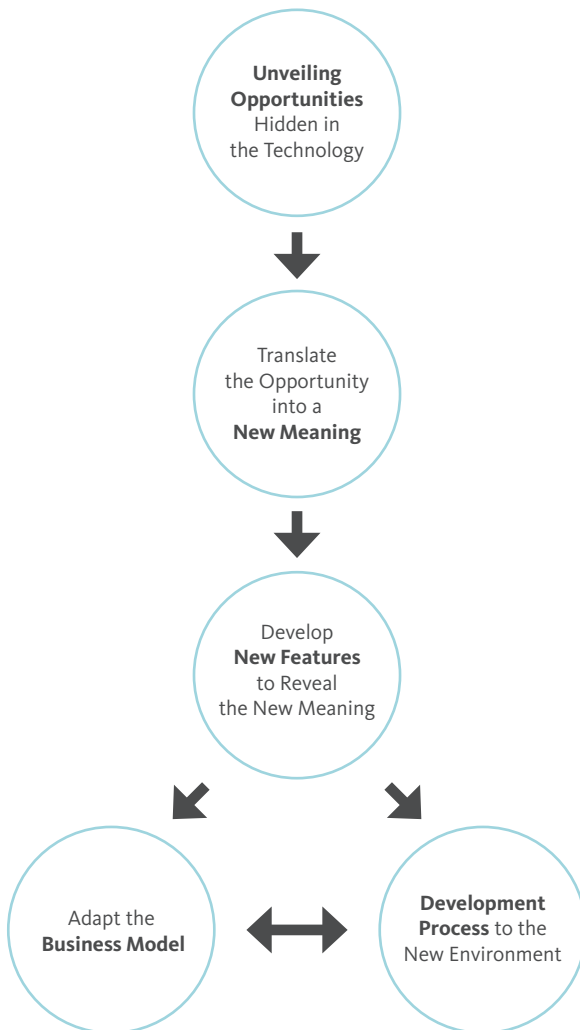 Unveiling
Opportunities
Hidden in
the Technology
Translate
the Opportunity
into a
New Meaning
Develop
New Features
to Reveal
the New Meaning
Adapt the
Business Model
Development
Process to the
New Environment